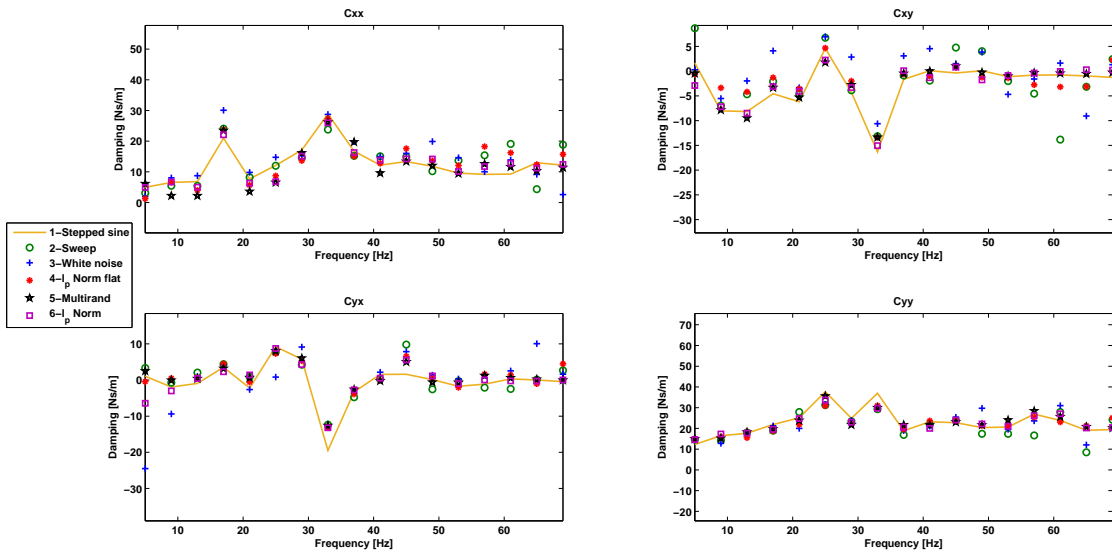 Cxx
Damping [Ns/m]
50
40
30
20
10
0
10 20 30 40 50 60
Frequency [Hz]
Cxy
Damping [Ns/m]
5
0
−5
−10
−15
−20
−25
−30
10 20 30 40 50 60
Frequency [Hz]
1−Stepped sine
2−Sweep
3−White noise
4−l_p Norm flat
5−Multirand
6−l_p Norm
Cyx
Damping [Ns/m]
10
0
−10
−20
−30
10 20 30 40 50 60
Frequency [Hz]
Cyy
Damping [Ns/m]
70
60
50
40
30
20
10
0
−10
−20
10 20 30 40 50 60
Frequency [Hz]